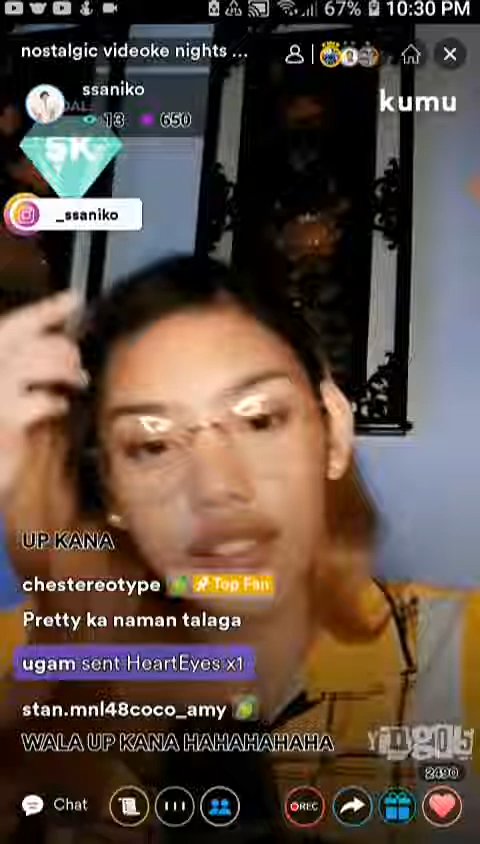 67% 10:30 PM
nostalgic videoke nights ...
ssaniko
13 650
kumu
5K
_ssaniko
UP KANA
chestereotype Top Fan
Pretty ka naman talaga
ugam sent HeartEyes x1
stan.mnl48coco_amy
WALA UP KANA HAHAHAHAHA
2490
Chat
REC